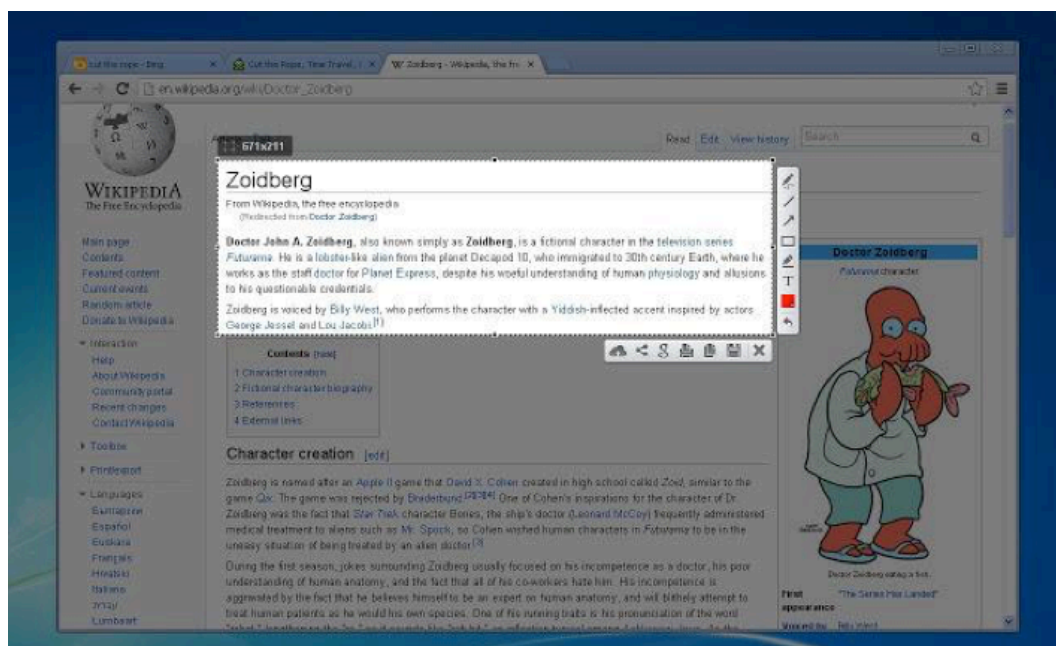 cut the rope - Bing
Cut the Rope, Time Travel,
Zoidberg - Wikipedia, the fre
en.wikipedia.org/wiki/Doctor_Zoidberg
671x211
Read Edit View history
Search
WIKIPEDIA
The Free Encyclopedia
Main page
Contents
Featured content
Current events
Random article
Donate to Wikipedia
Interaction
Help
About Wikipedia
Community portal
Recent changes
Contact Wikipedia
Toolbox
Print/export
Languages
Български
Español
Euskara
Français
Hrvatski
Italiano
עברית
Lumbaart
Zoidberg
From Wikipedia, the free encyclopedia
(Redirected from Doctor Zoidberg)
Doctor John A. Zoidberg, also known simply as Zoidberg, is a fictional character in the television series
Futurama. He is a lobster-like alien from the planet Decapod 10, who immigrated to 30th century Earth, where he
works as the staff doctor for Planet Express, despite his woeful understanding of human physiology and allusions
to his questionable credentials.
Zoidberg is voiced by Billy West, who performs the character with a Yiddish-inflected accent inspired by actors
George Jessel and Lou Jacobi.[1]
T
Contents [hide]
1 Character creation
2 Fictional character biography
3 References
4 External links
Character creation [edit]
Zoidberg is named after an Apple II game that David X. Cohen created in high school called Zoid, similar to the
game Qix. The game was rejected by Brøderbund.[2][3][4] One of Cohen's inspirations for the character of Dr.
Zoidberg was the fact that Star Trek character Bones, the ship's doctor (Leonard McCoy) frequently administered
medical treatment to aliens such as Mr. Spock, so Cohen wished human characters in Futurama to be in the
uneasy situation of being treated by an alien doctor.[3]
During the first season, jokes surrounding Zoidberg usually focused on his incompetence as a doctor, his poor
understanding of human anatomy, and the fact that all of his co-workers hate him. His incompetence is
aggravated by the fact that he believes himself to be an expert on human anatomy, and will blithely attempt to
treat human patients as he would his own species. One of his running traits is his pronunciation of the word
Doctor Zoidberg
Futurama character
Doctor Zoidberg eating a fish.
First "The Series Has Landed"
appearance
Voiced by Billy West